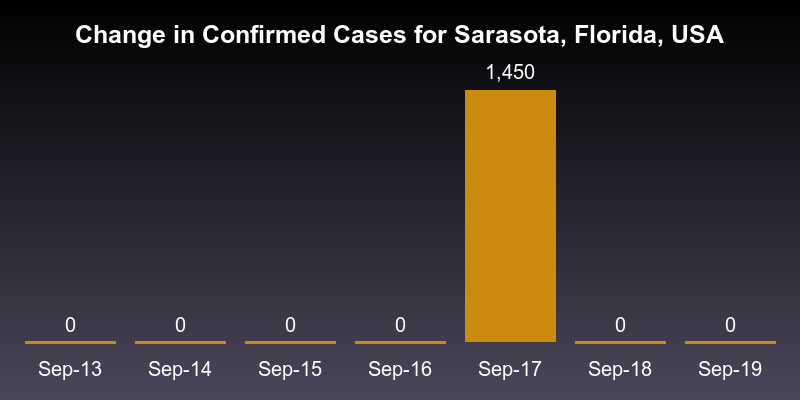 Change in Confirmed Cases for Sarasota, Florida, USA
1,450
0 0 0 0 0 0
Sep-13 Sep-14 Sep-15 Sep-16 Sep-17 Sep-18 Sep-19